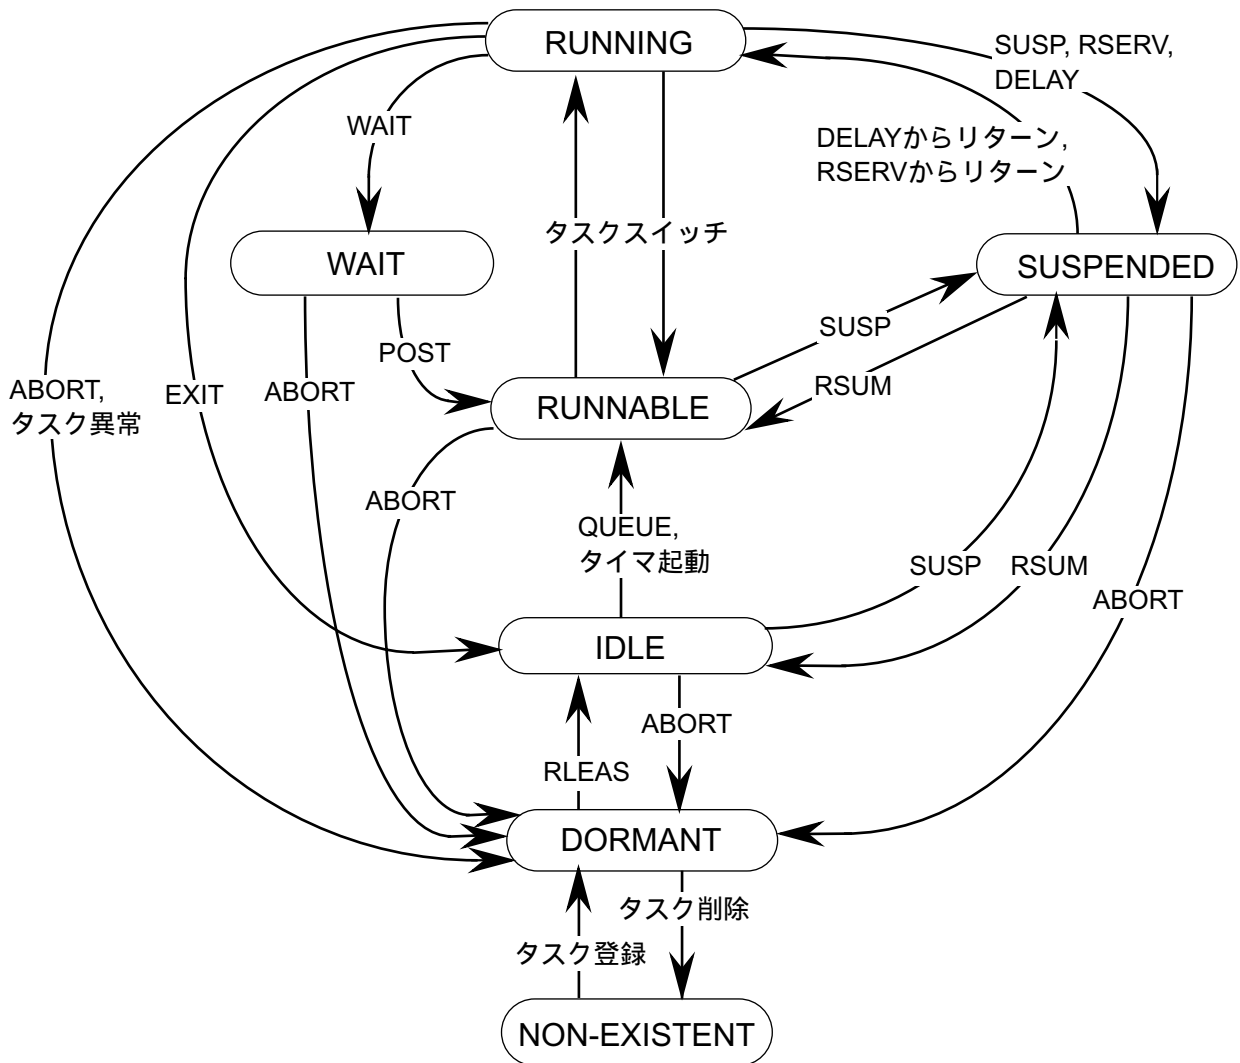 RUNNING
SUSP, RSERV,
DELAY
WAIT
DELAYからリターン,
RSERVからリターン
タスクスイッチ
WAIT
SUSPENDED
SUSP
POST
RSUM
ABORT,
タスク異常
EXIT
ABORT
RUNNABLE
ABORT
QUEUE,
タイマ起動
SUSP
RSUM
ABORT
IDLE
ABORT
RLEAS
DORMANT
タスク削除
タスク登録
NON-EXISTENT